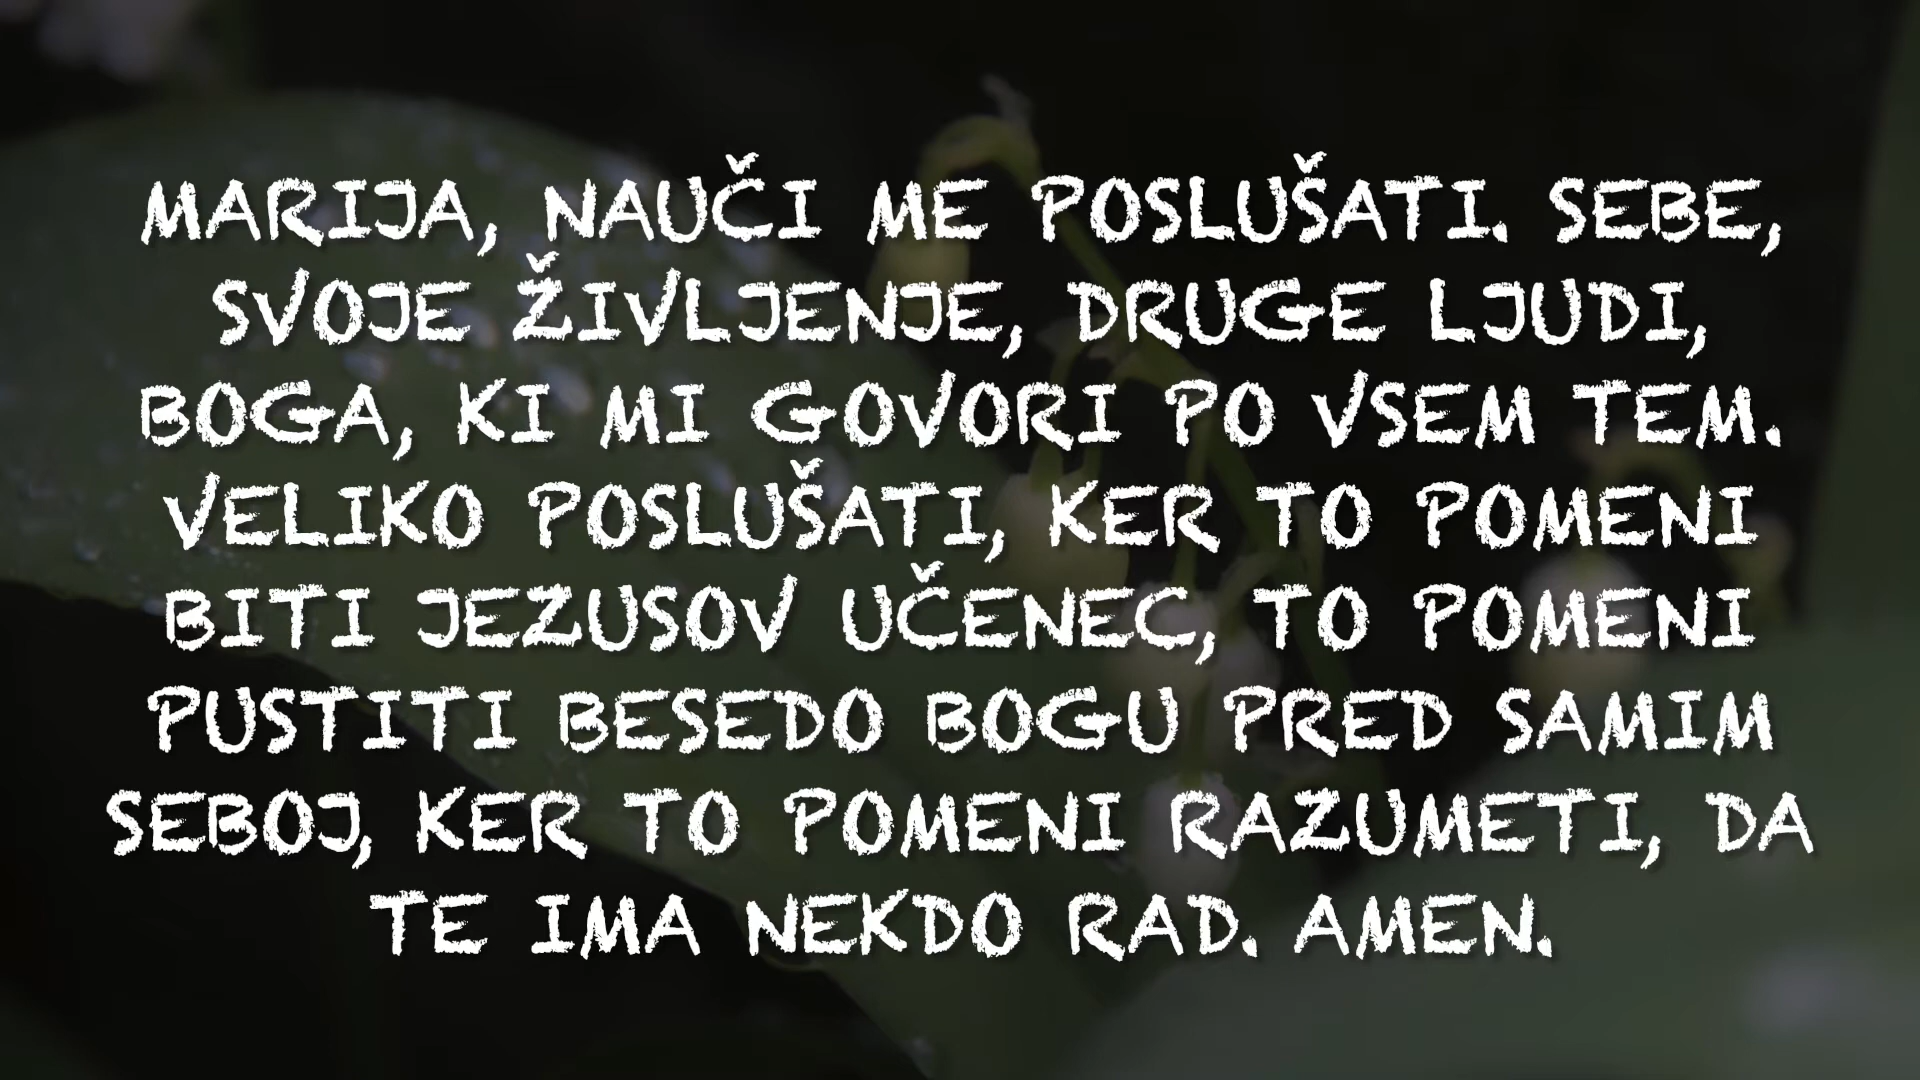 MARIJA, NAUČI ME POSLUŠATI. SEBE,
SVOJE ŽIVLJENJE, DRUGE LJUDI,
BOGA, KI MI GOVORI PO VSEM TEM.
VELIKO POSLUŠATI, KER TO POMENI
BITI JEZUSOV UČENEC, TO POMENI
PUSTITI BESEDO BOGU PRED SAMIM
SEBOJ, KER TO POMENI RAZUMETI, DA
TE IMA NEKDO RAD. AMEN.